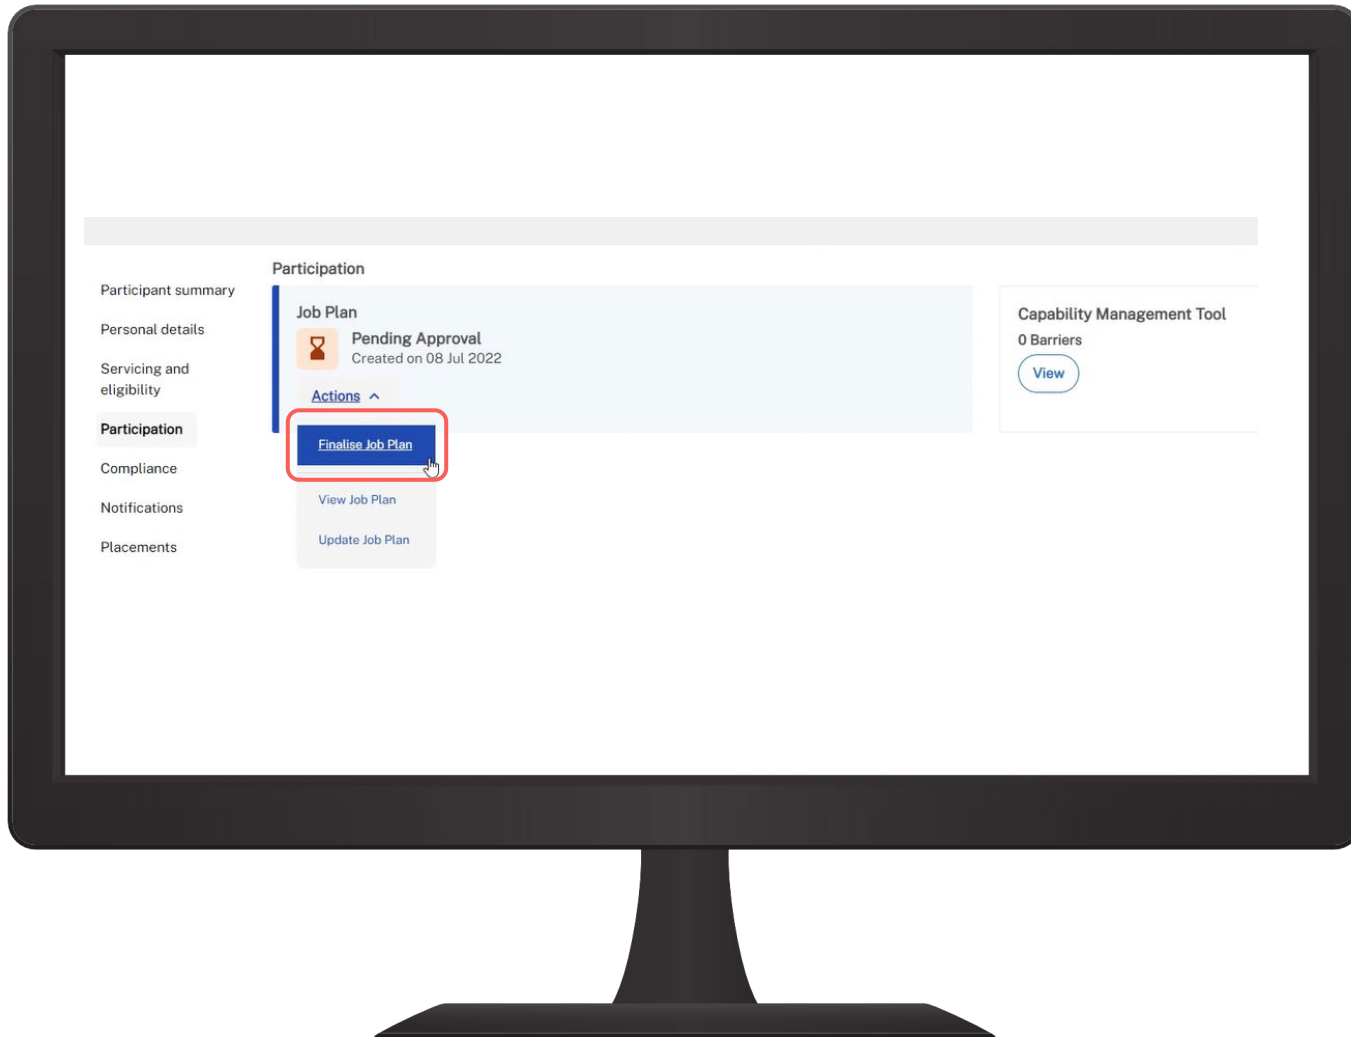 Participant summary
Personal details
Servicing and
eligibility
Participation
Compliance
Notifications
Placements
Participation
Job Plan
Pending Approval
Created on 08 Jul 2022
Actions
Finalise Job Plan
View Job Plan
Update Job Plan
Capability Management Tool
0 Barriers
View